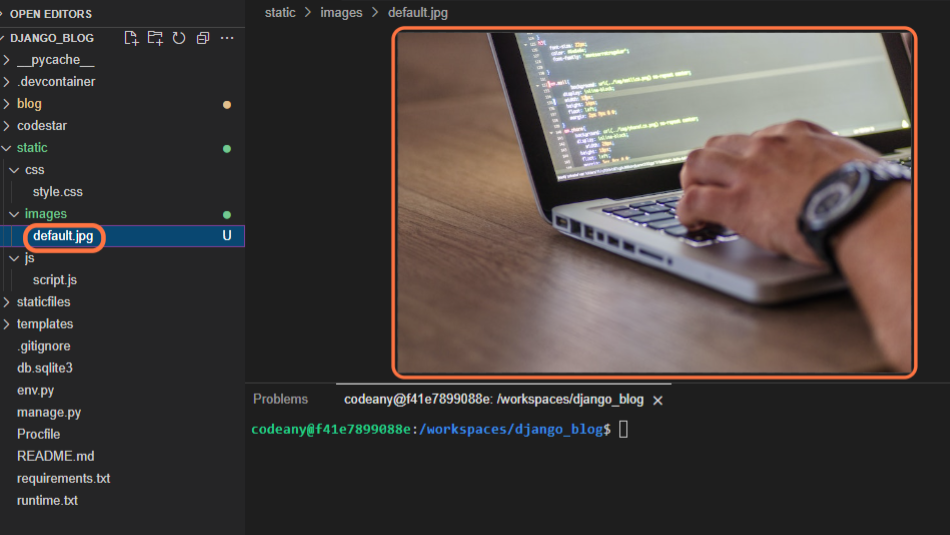 OPEN EDITORS
DJANGO_BLOG
__pycache__
.devcontainer
blog
codestar
static
css
style.css
images
default.jpg U
js
script.js
staticfiles
templates
.gitignore
db.sqlite3
env.py
manage.py
Procfile
README.md
requirements.txt
runtime.txt
static > images > default.jpg
Problems codeany@f41e7899088e: /workspaces/django_blog
codeany@f41e7899088e:/workspaces/django_blog$